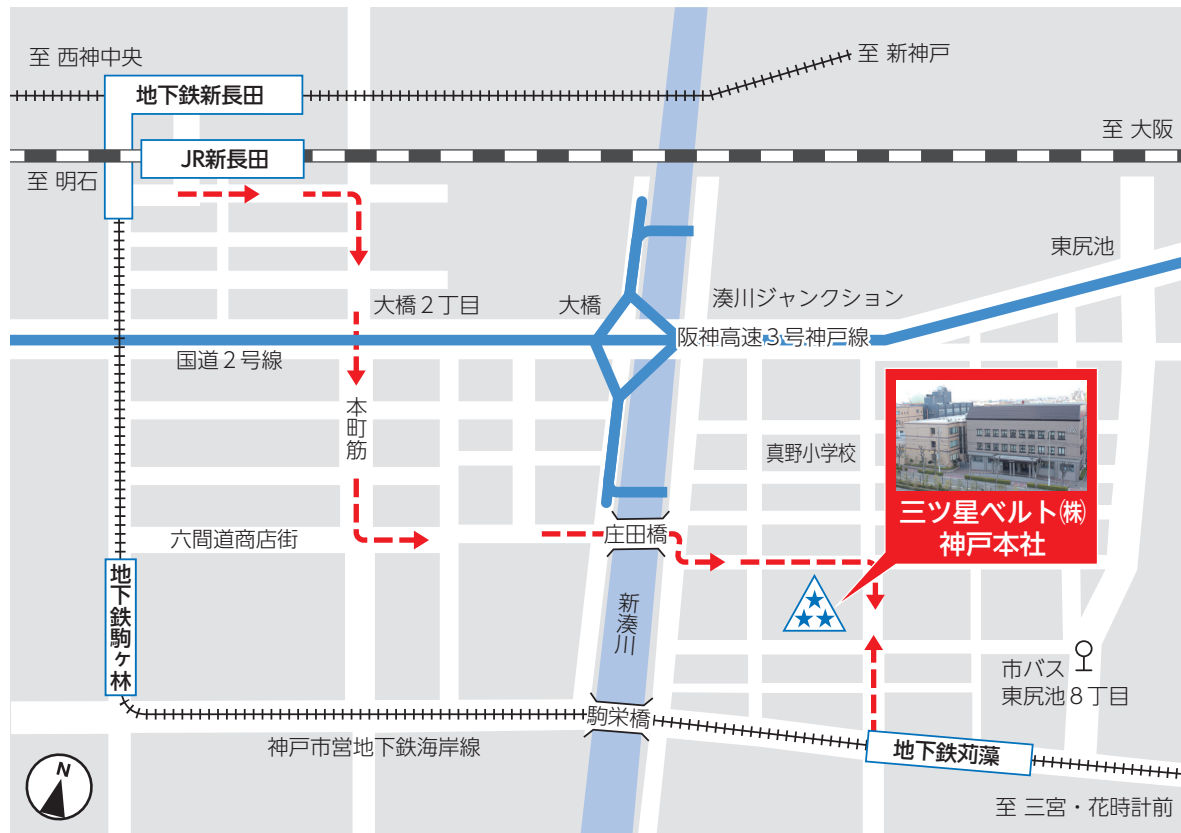 至 西神中央
至 新神戸
地下鉄新長田
至 大阪
JR新長田
至 明石
東尻池
大橋２丁目
大橋
湊川ジャンクション
阪神高速３号神戸線
国道２号線
本町筋
真野小学校
三ツ星ベルト㈱
神戸本社
六間道商店街
庄田橋
地下鉄駒ヶ林
新湊川
市バス
東尻池８丁目
駒栄橋
神戸市営地下鉄海岸線
地下鉄苅藻
N
至 三宮・花時計前